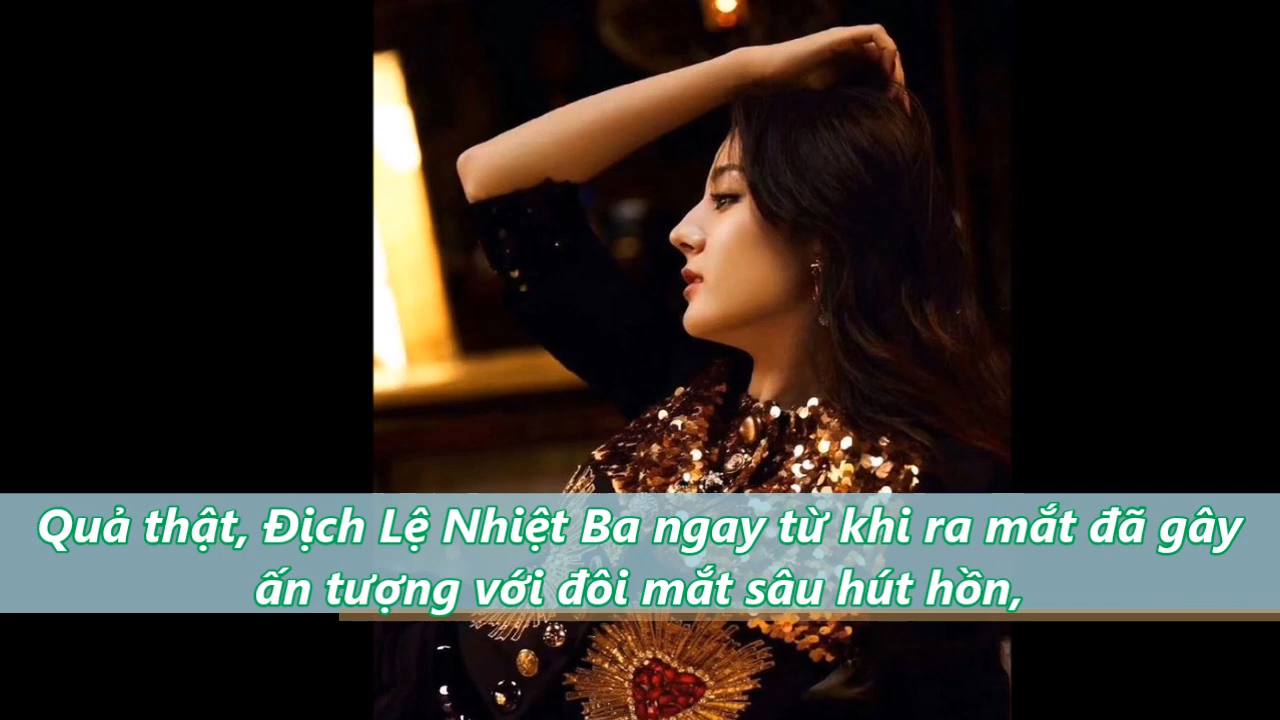 Quả thật, Địch Lệ Nhiệt Ba ngay từ khi ra mắt đã gây
ấn tượng với đôi mắt sâu hút hồn,